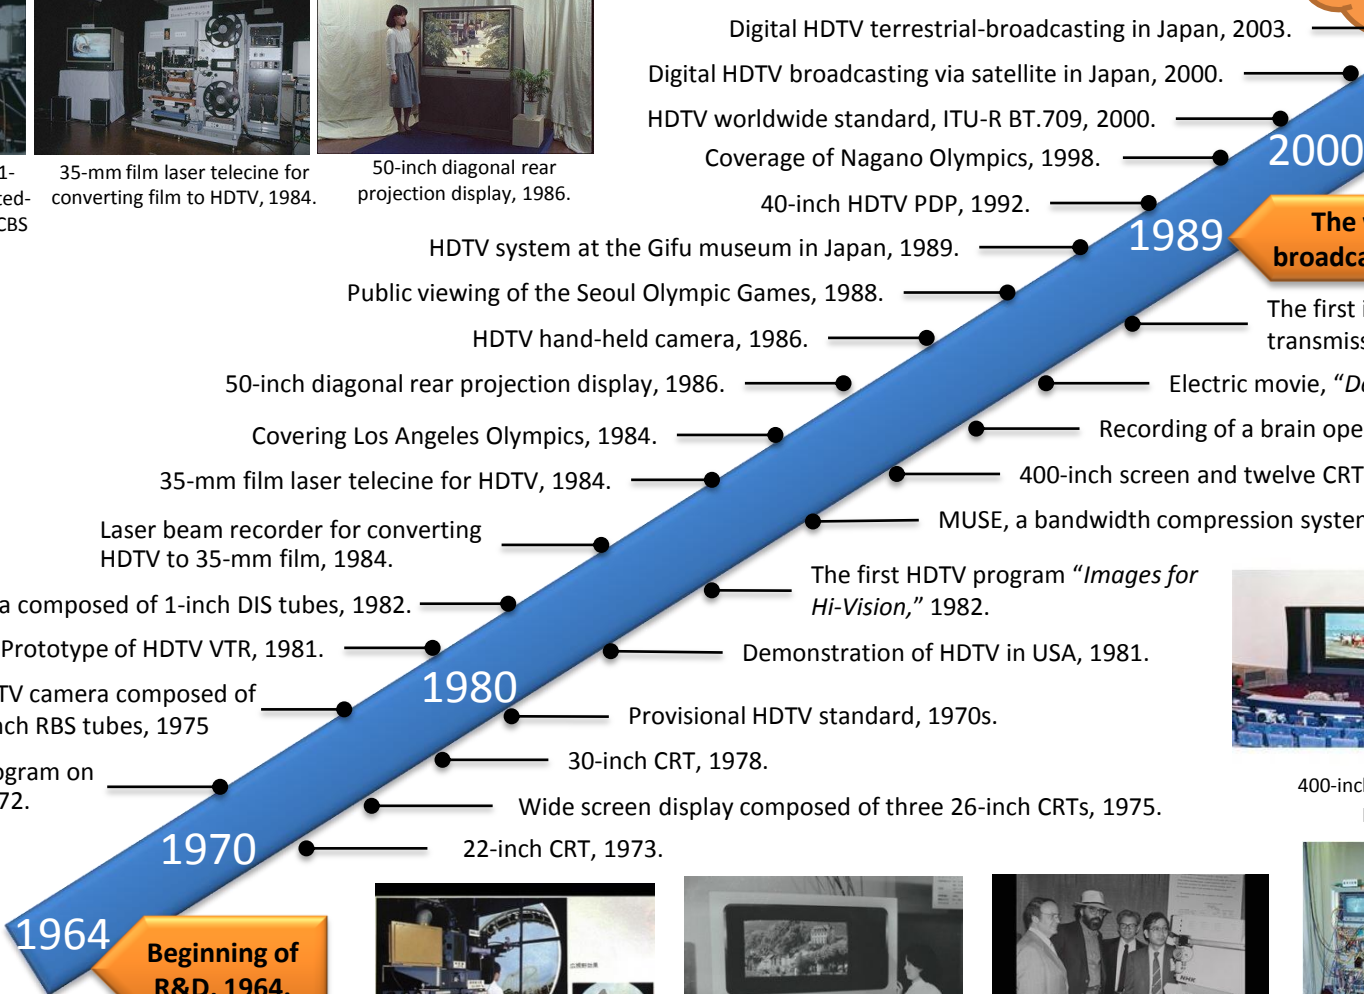 Digital HDTV terrestrial-broadcasting in Japan, 2003.
Digital HDTV broadcasting via satellite in Japan, 2000.
HDTV worldwide standard, ITU-R BT.709, 2000.
Coverage of Nagano Olympics, 1998.
2000
40-inch HDTV PDP, 1992.
35-mm film laser telecine for
converting film to HDTV, 1984.
50-inch diagonal rear
projection display, 1986.
1-
CBS
The
1989
HDTV system at the Gifu museum in Japan, 1989.
Public viewing of the Seoul Olympic Games, 1988.
The first
HDTV hand-held camera, 1986.
50-inch diagonal rear projection display, 1986.
Electric movie, “
Covering Los Angeles Olympics, 1984.
Recording of a brain
35-mm film laser telecine for HDTV, 1984.
400-inch screen and twelve CRT
Laser beam recorder for converting
HDTV to 35-mm film, 1984.
MUSE, a bandwidth compression
The first HDTV program “Images for
Hi-Vision,” 1982.
a composed of 1-inch DIS tubes, 1982.
Prototype of HDTV VTR, 1981.
Demonstration of HDTV in USA, 1981.
1980
TV camera composed of
RBS tubes, 1975
Provisional HDTV standard, 1970s.
30-inch CRT, 1978.
on
72.
Wide screen display composed of three 26-inch CRTs, 1975.
1970
22-inch CRT, 1973.
1964
Beginning of
R&D, 1964.
NHK